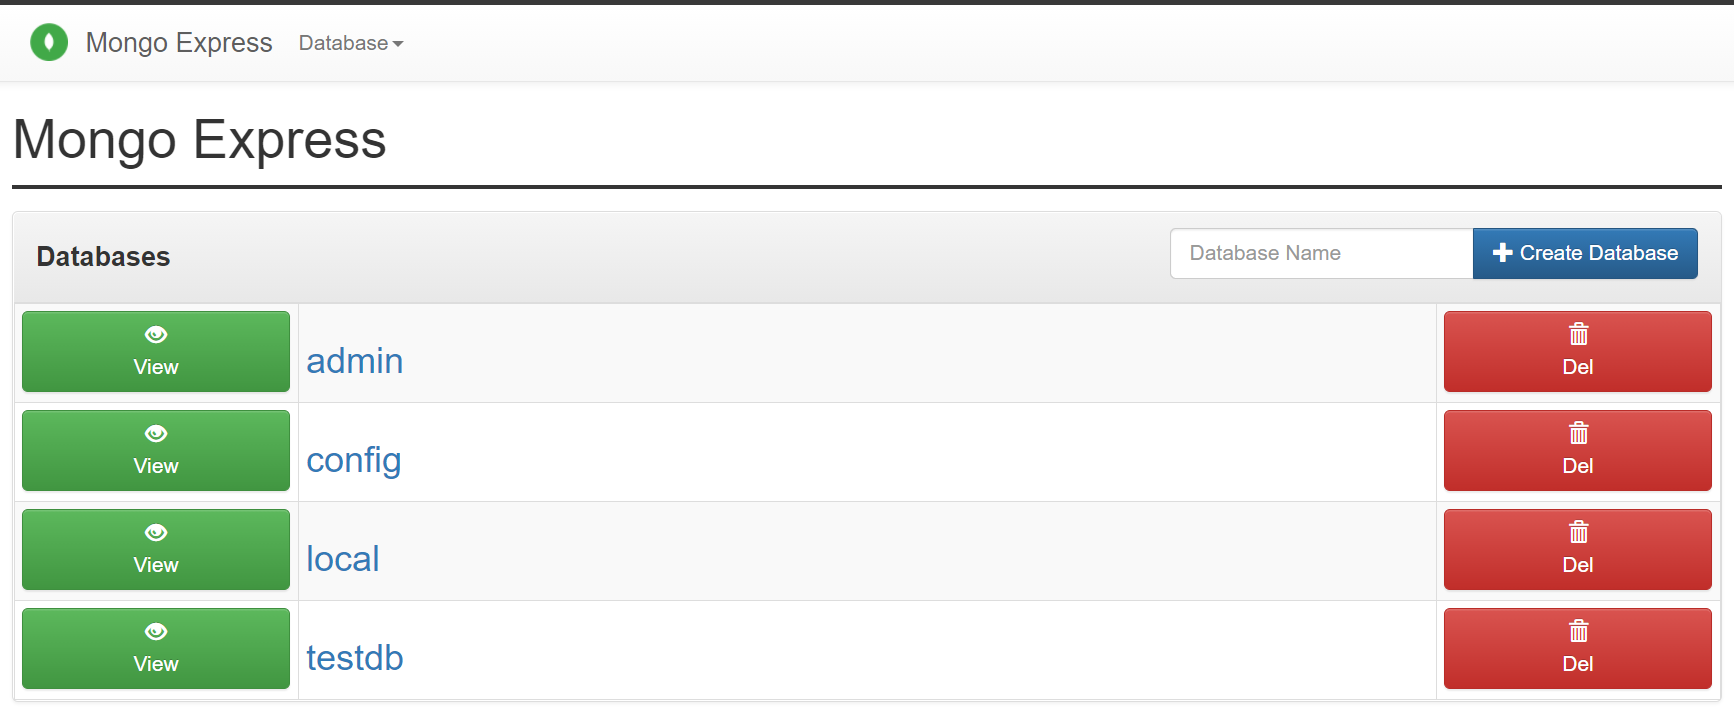 Mongo Express Database
Mongo Express
Databases Database Name Create Database
View admin Del
View config Del
View local Del
View testdb Del